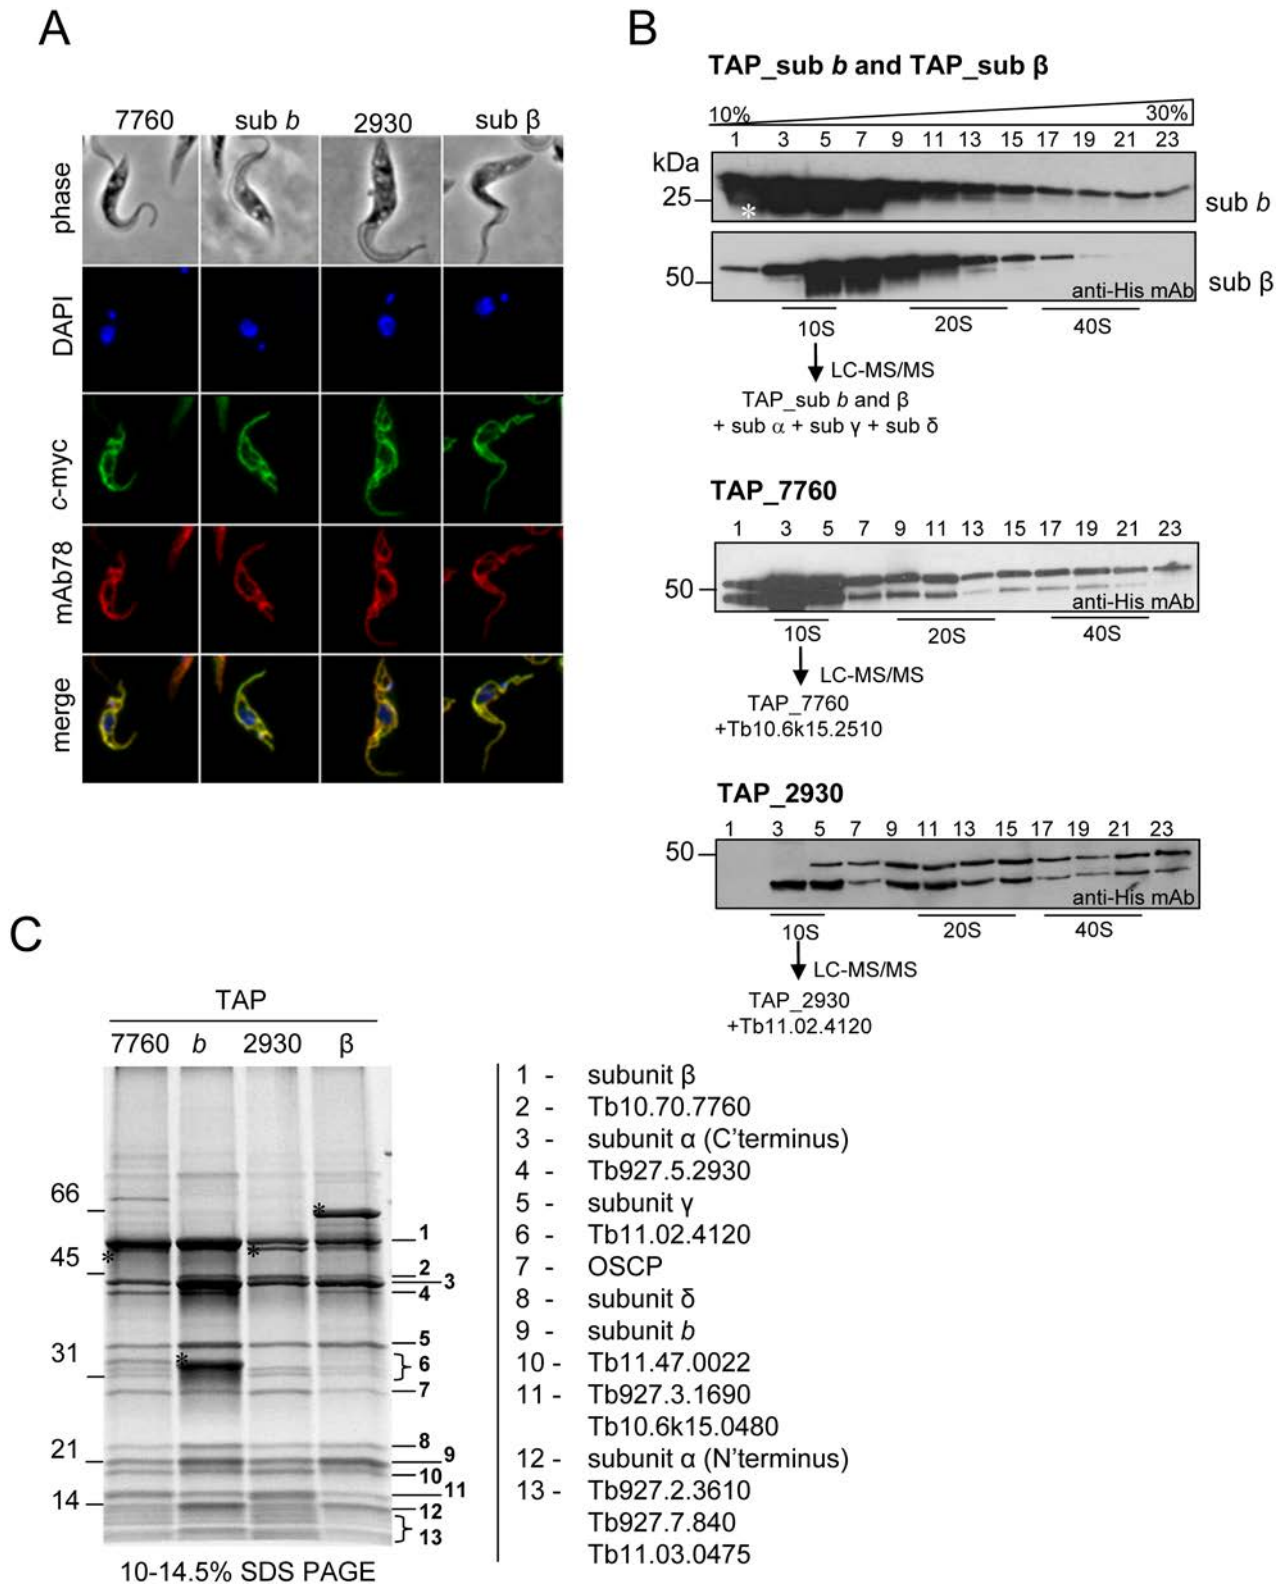 A
7760 sub b 2930 sub β
phase
DAPI
c-myc
mAb78
merge
B
TAP_sub b and TAP_sub β
10% 30%
1 3 5 7 9 11 13 15 17 19 21 23
kDa
25
*
sub b
50
anti-His mAb
sub β
10S 20S 40S
LC-MS/MS
TAP_sub b and β
+ sub α + sub γ + sub δ
TAP_7760
1 3 5 7 9 11 13 15 17 19 21 23
50
anti-His mAb
10S 20S 40S
LC-MS/MS
TAP_7760
+Tb10.6k15.2510
TAP_2930
1 3 5 7 9 11 13 15 17 19 21 23
50
anti-His mAb
10S 20S 40S
LC-MS/MS
TAP_2930
+Tb11.02.4120
C
TAP
7760 b 2930 β
66
45
31
21
14
*
*
*
*
1
2
3
4
5
6
7
8
9
10
11
12
13
10-14.5% SDS PAGE
1 - subunit β
2 - Tb10.70.7760
3 - subunit α (C'terminus)
4 - Tb927.5.2930
5 - subunit γ
6 - Tb11.02.4120
7 - OSCP
8 - subunit δ
9 - subunit b
10 - Tb11.47.0022
11 - Tb927.3.1690
Tb10.6k15.0480
12 - subunit α (N'terminus)
13 - Tb927.2.3610
Tb927.7.840
Tb11.03.0475